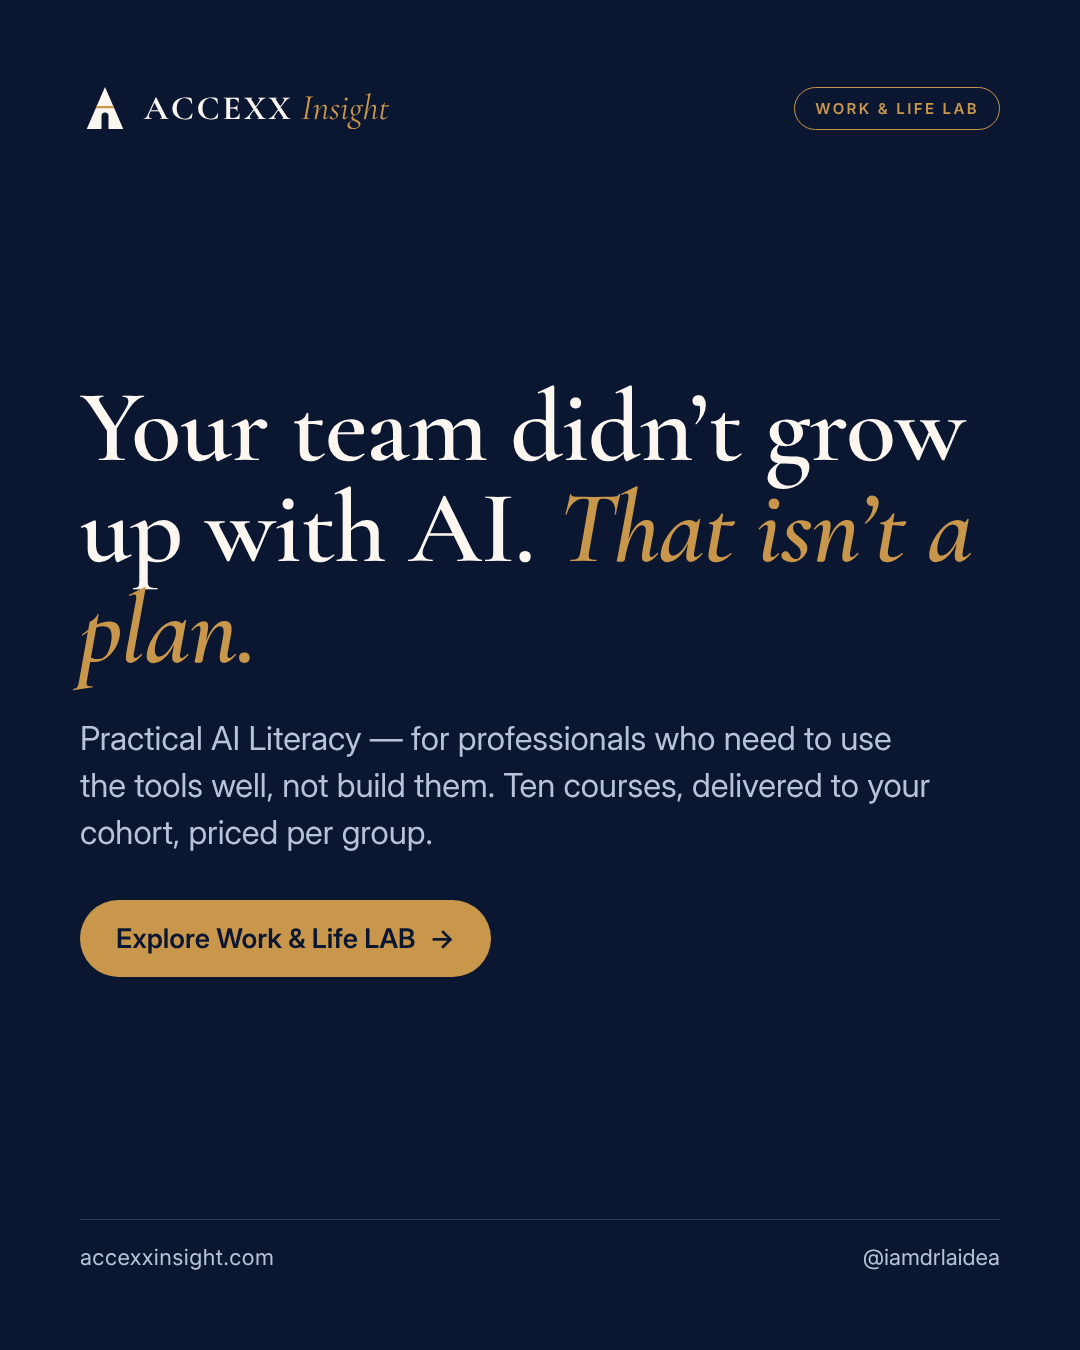 ACCEXX Insight
WORK & LIFE LAB
Your team didn’t grow
up with AI. That isn’t a
plan.
Practical AI Literacy — for professionals who need to use
the tools well, not build them. Ten courses, delivered to your
cohort, priced per group.
Explore Work & Life LAB →
accexxinsight.com
@iamdrlaidea